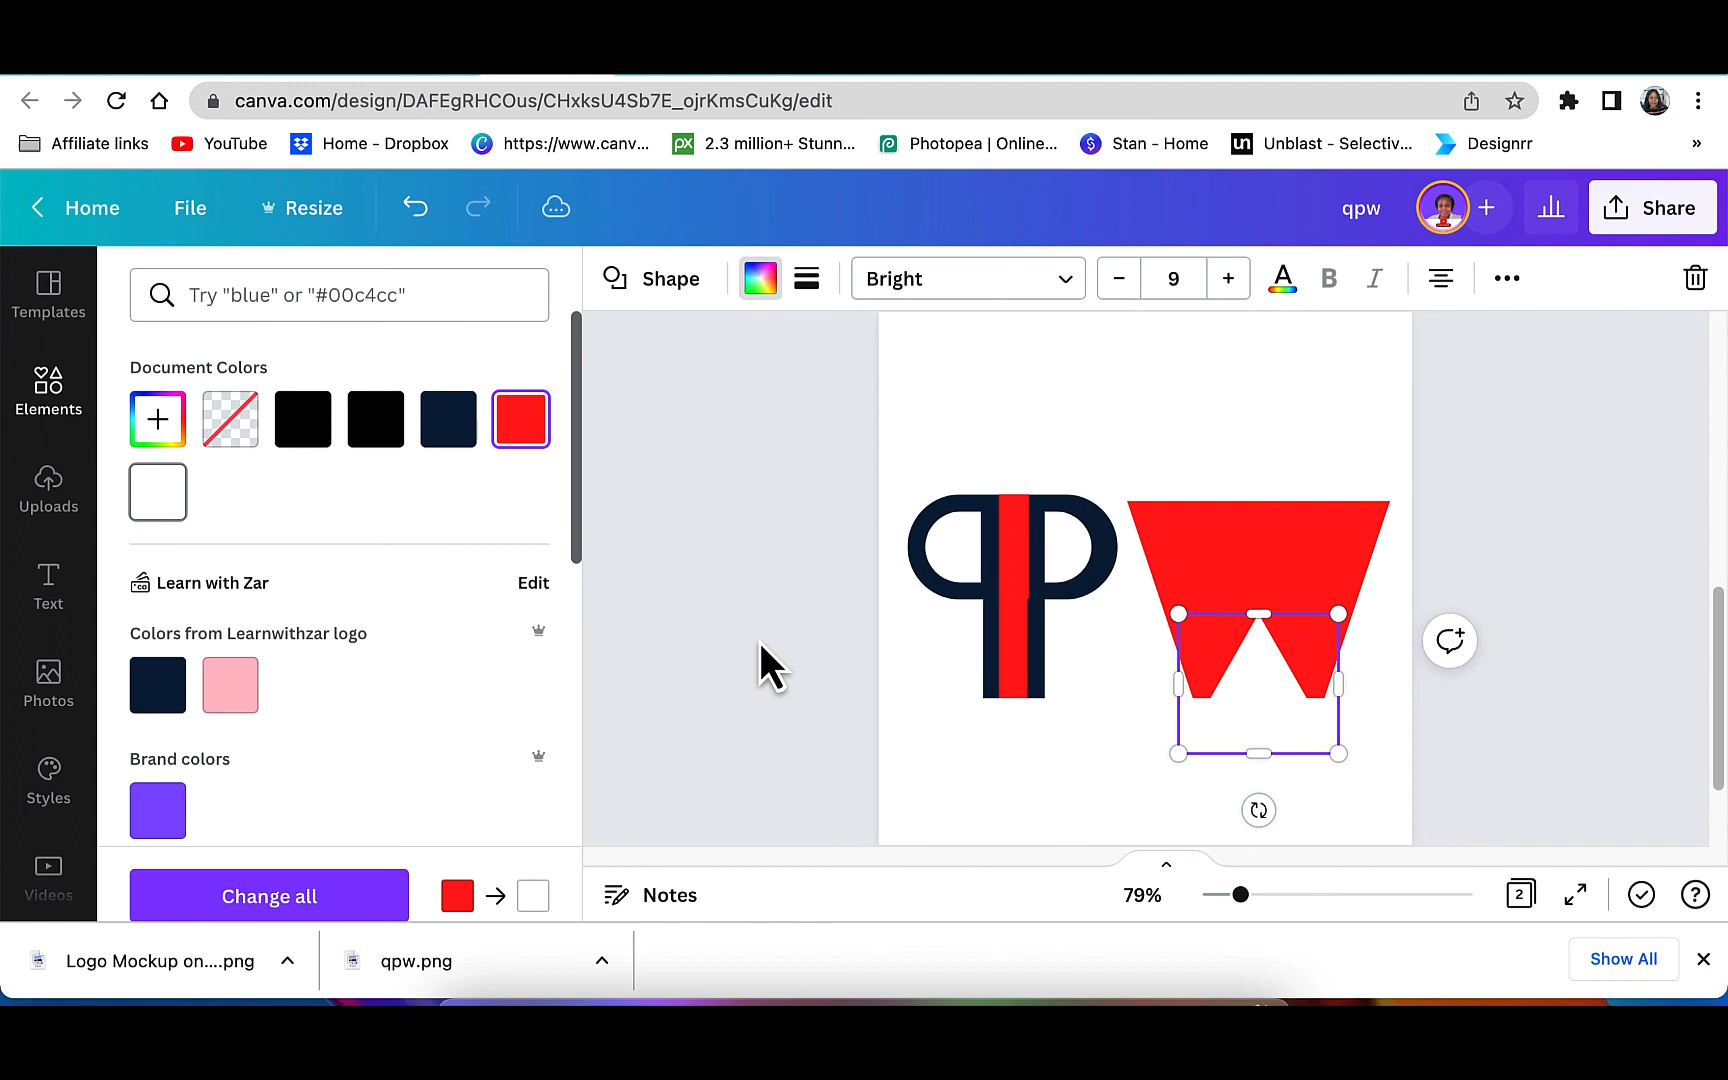 canva.com/design/DAFEgRHCOus/CHxksU4Sb7E_ojrKmsCuKg/edit
Affiliate links YouTube Home - Dropbox https://www.canv... 2.3 million+ Stunn... Photopea | Online... Stan - Home Unblast - Selectiv... Designrr »
Home File Resize qpw Share
Templates
Elements
Uploads
Text
Photos
Styles
Videos
Try "blue" or "#00c4cc"
Document Colors
Learn with Zar Edit
Colors from Learnwithzar logo
Brand colors
Change all
Shape Bright 9 A B I
Notes 79% 2
Logo Mockup on....png qpw.png Show All